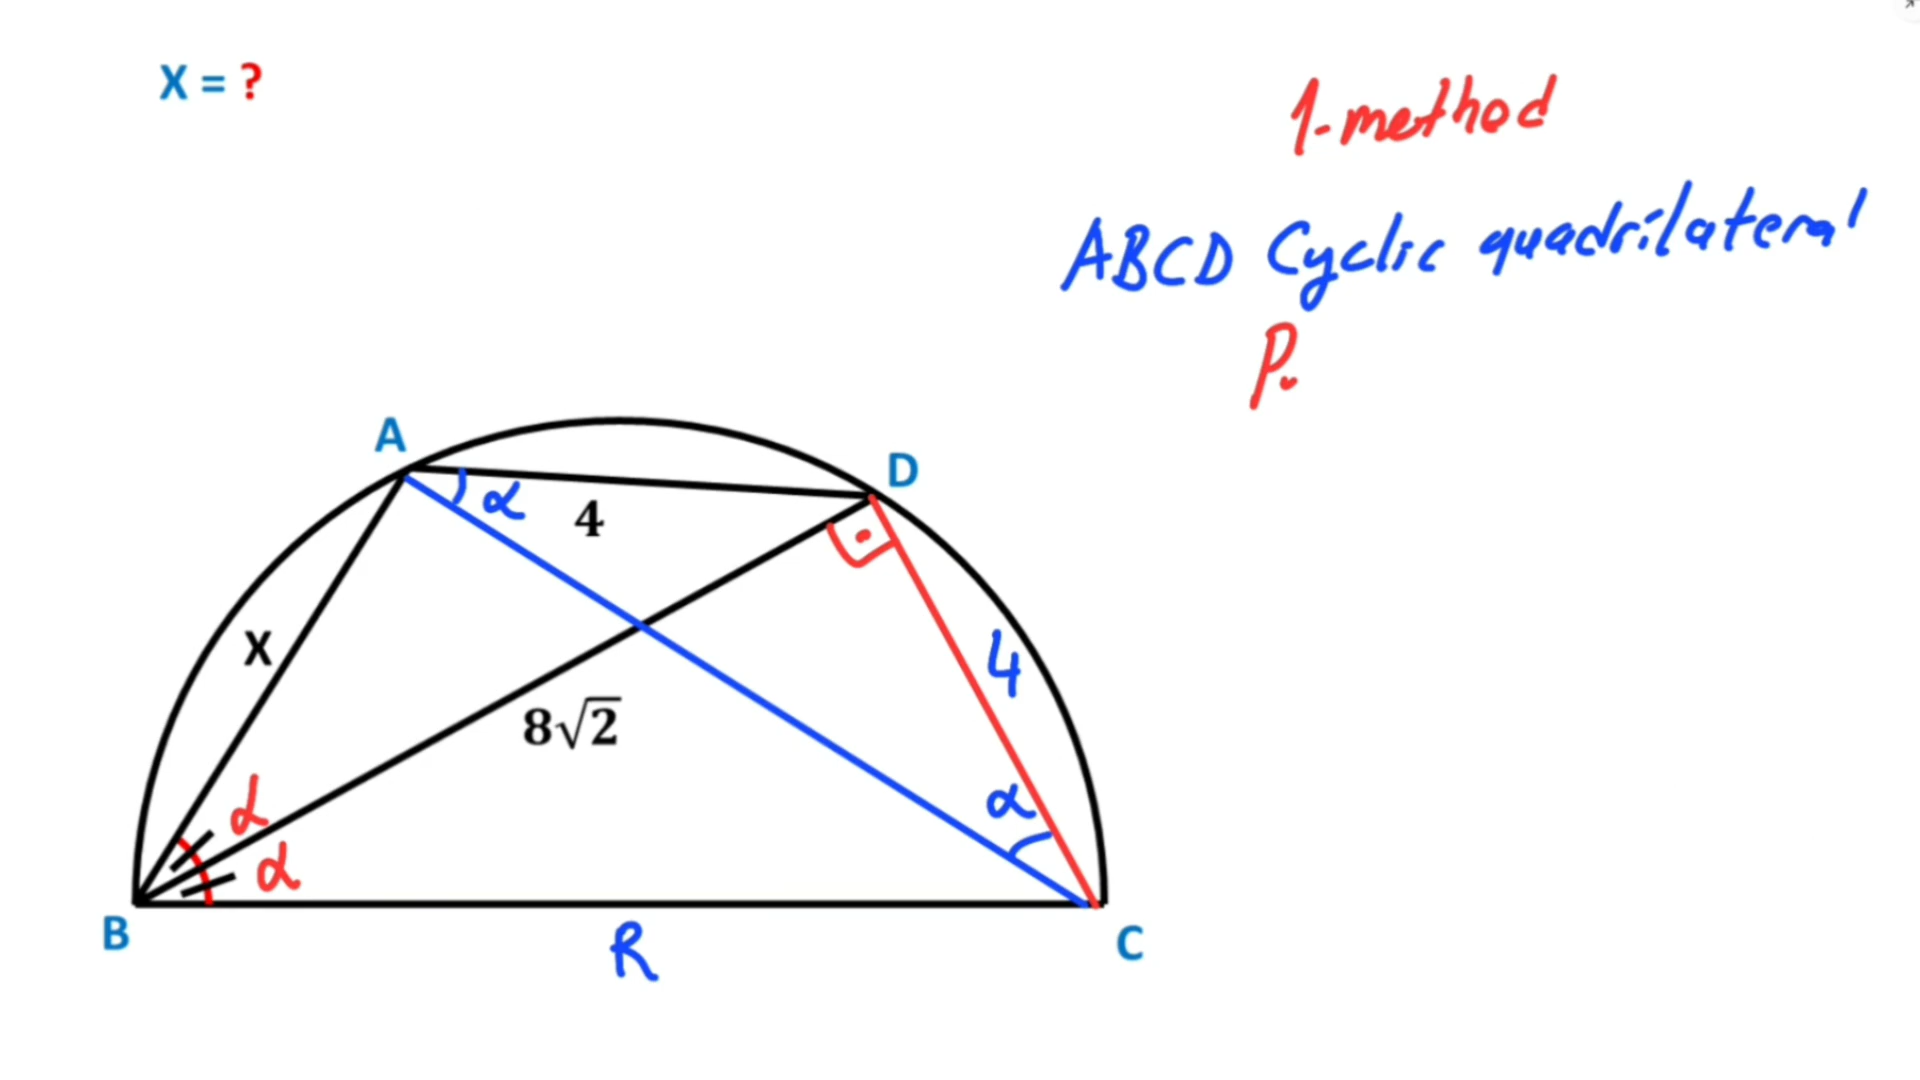 X = ?
1-method
ABCD Cyclic quadrilateral
P.
A
D
α
4
X
4
8√2
α
α
α
B
C
R